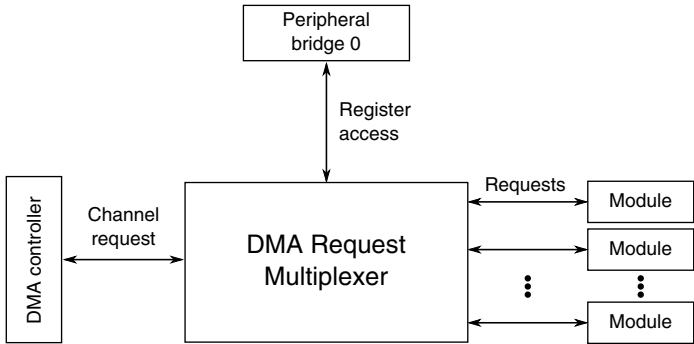 Peripheral
bridge 0
Register
access
DMA controller
Channel
request
DMA Request
Multiplexer
Requests
Module
Module
Module